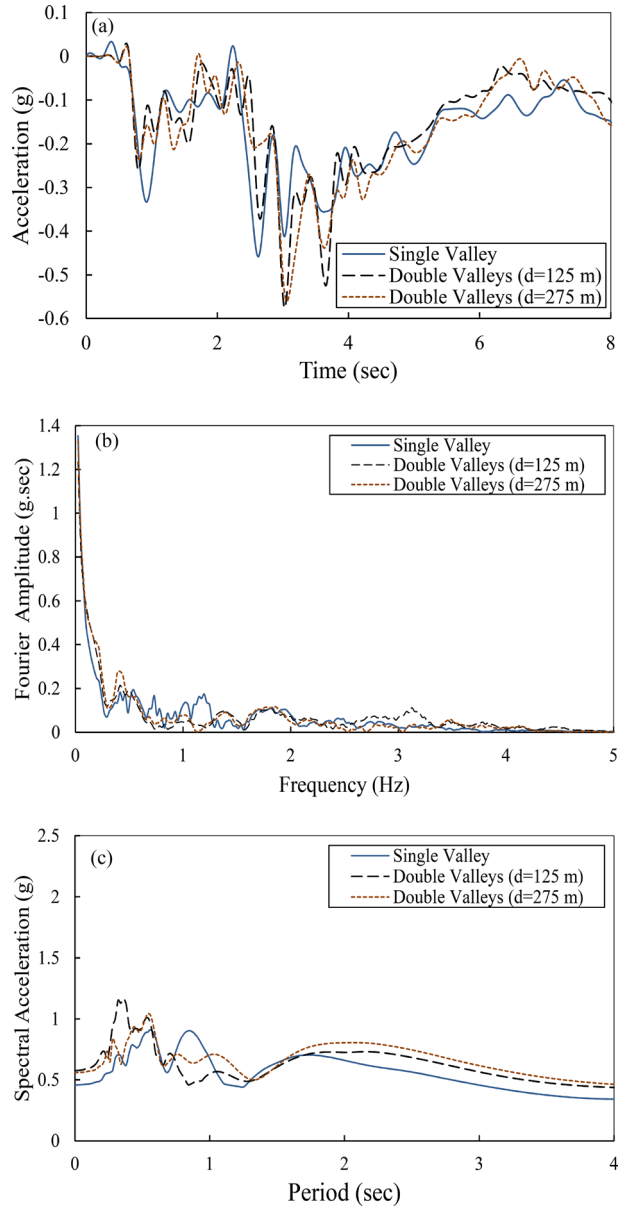 (a)
0.1
0
-0.1
-0.2
-0.3
-0.4
-0.5
-0.6
Acceleration (g)
Single Valley
Double Valleys (d=125 m)
Double Valleys (d=275 m)
0 2 4 6 8
Time (sec)
(b)
1.4
1.2
1
0.8
0.6
0.4
0.2
0
Fourier Amplitude (g.sec)
Single Valley
Double Valleys (d=125 m)
Double Valleys (d=275 m)
0 1 2 3 4 5
Frequency (Hz)
(c)
2.5
2
1.5
1
0.5
0
Spectral Acceleration (g)
Single Valley
Double Valleys (d=125 m)
Double Valleys (d=275 m)
0 1 2 3 4
Period (sec)